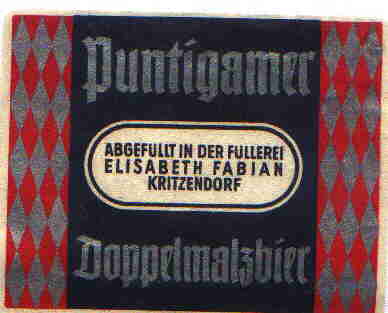 Puntigamer
ABGEFULLT IN DER FULLEREI
ELISABETH FABIAN
KRITZENDORF
Doppelmalzbier